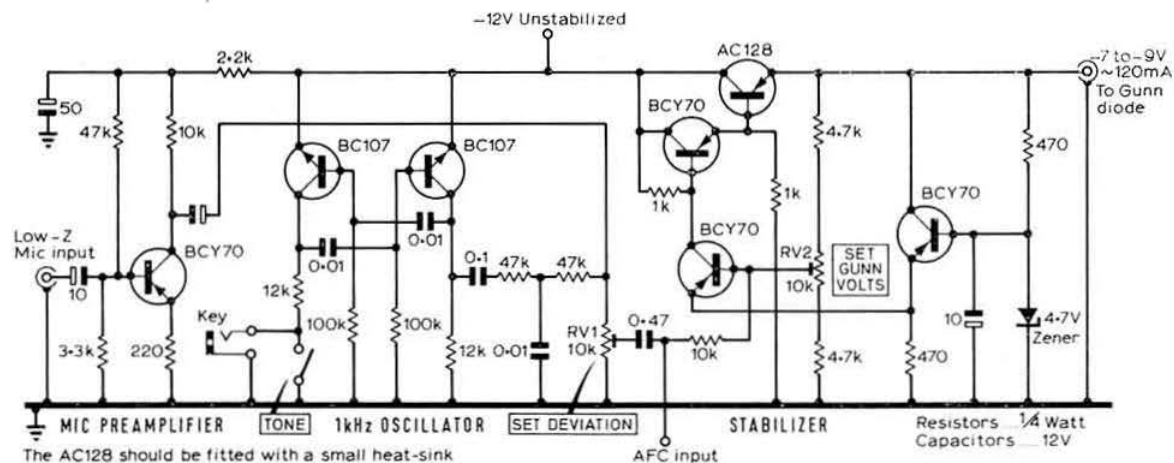 –12V Unstabilized
2·2k
AC128
–7 to –9V
~120mA
To Gunn
diode
50
47k
10k
BC107
BC107
BCY70
4·7k
470
1k
1k
BCY70
BCY70
BCY70
Low-Z
Mic input
10
0·01
0·01
0·1
47k
47k
RV2
10k
SET
GUNN
VOLTS
12k
Key
100k
100k
RV1
10k
0·47
10k
10
4·7V
Zener
3·3k
220
12k
0·01
4·7k
470
MIC PREAMPLIFIER
TONE
1kHz OSCILLATOR
SET DEVIATION
STABILIZER
Resistors ... 1/4 Watt
Capacitors ... 12V
The AC128 should be fitted with a small heat-sink
AFC input